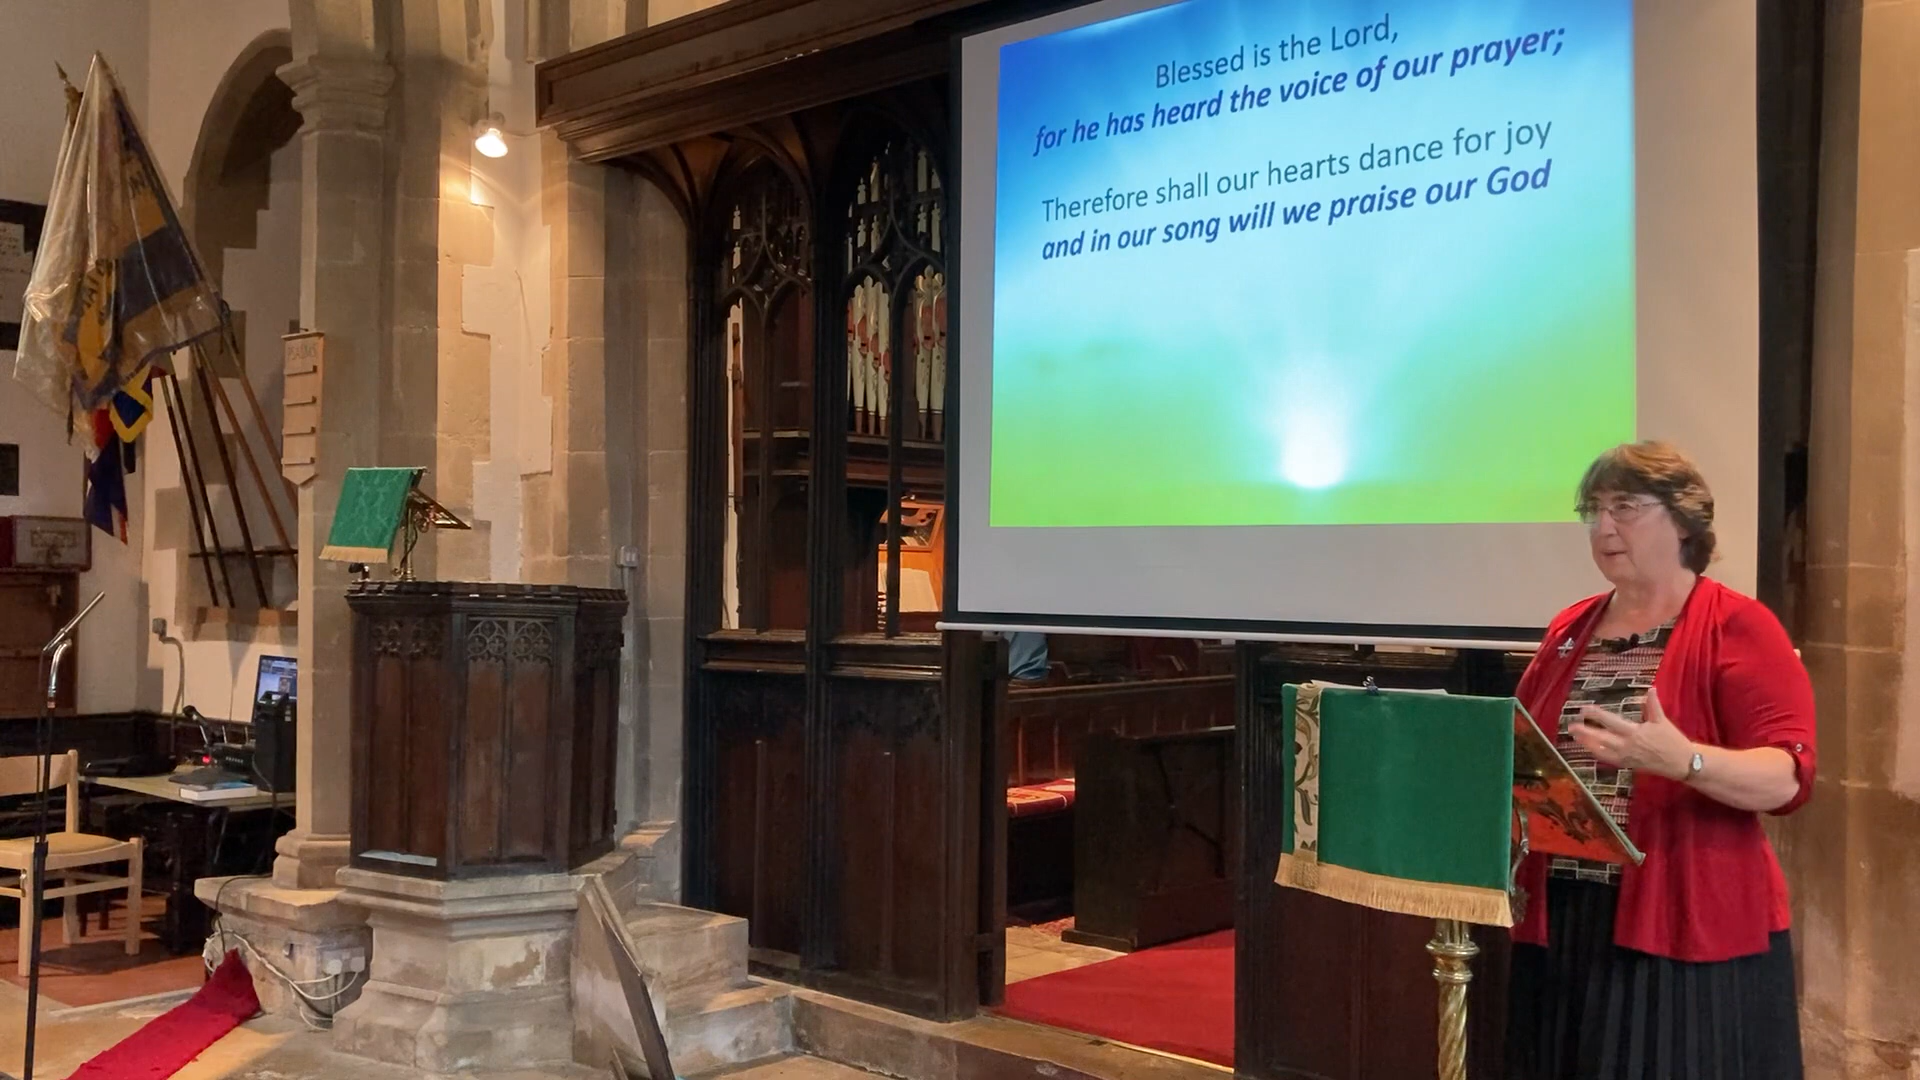 Blessed is the Lord,
for he has heard the voice of our prayer;
Therefore shall our hearts dance for joy
and in our song will we praise our God
PSALMS